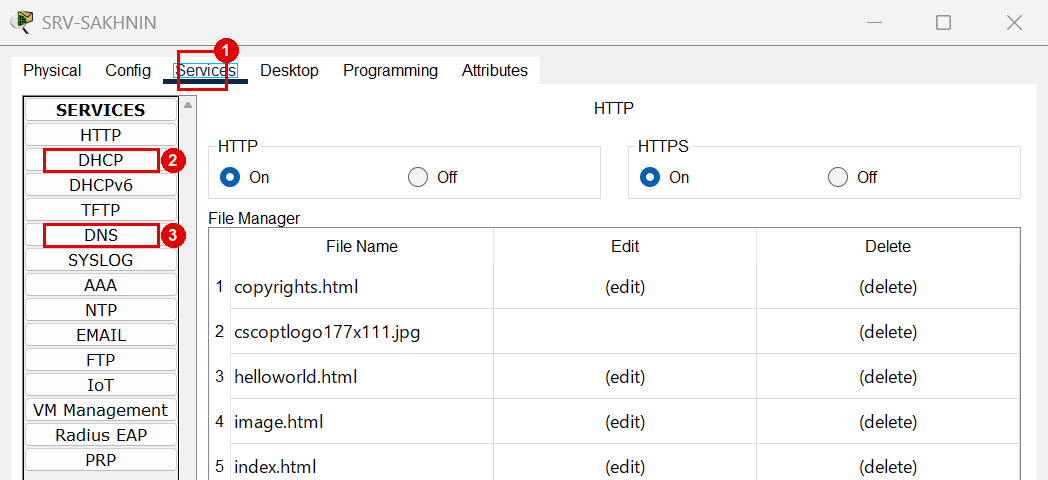 SRV-SAKHNIN
1
Physical Config Services Desktop Programming Attributes
SERVICES
HTTP
DHCP
2
DHCPv6
TFTP
DNS
3
SYSLOG
AAA
NTP
EMAIL
FTP
IoT
VM Management
Radius EAP
PRP
HTTP
HTTP
On Off
HTTPS
On Off
File Manager
File Name Edit Delete
1 copyrights.html (edit) (delete)
2 cscoptlogo177x111.jpg (delete)
3 helloworld.html (edit) (delete)
4 image.html (edit) (delete)
5 index.html (edit) (delete)